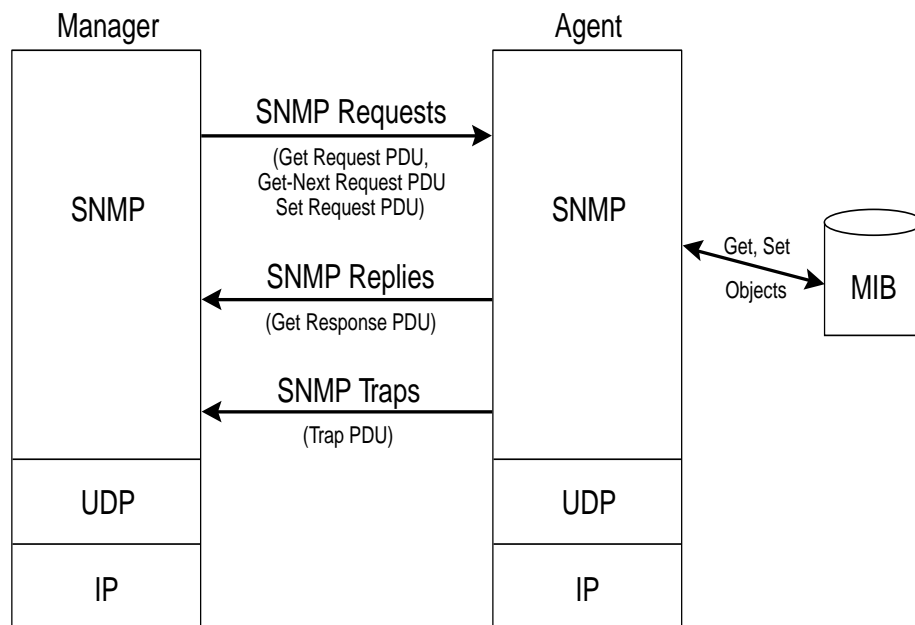 Manager
Agent
SNMP Requests
(Get Request PDU,
Get-Next Request PDU
Set Request PDU)
SNMP
SNMP
Get, Set
Objects
MIB
SNMP Replies
(Get Response PDU)
SNMP Traps
(Trap PDU)
UDP
UDP
IP
IP